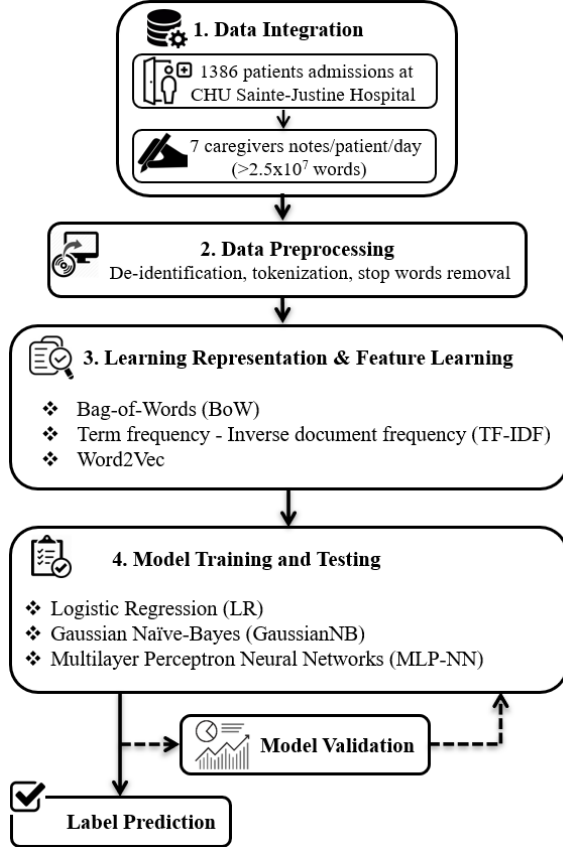 1. Data Integration
1386 patients admissions at
CHU Sainte-Justine Hospital
7 caregivers notes/patient/day
(>2.5x10⁷ words)
2. Data Preprocessing
De-identification, tokenization, stop words removal
3. Learning Representation & Feature Learning
❖ Bag-of-Words (BoW)
❖ Term frequency - Inverse document frequency (TF-IDF)
❖ Word2Vec
4. Model Training and Testing
❖ Logistic Regression (LR)
❖ Gaussian Naïve-Bayes (GaussianNB)
❖ Multilayer Perceptron Neural Networks (MLP-NN)
Model Validation
Label Prediction